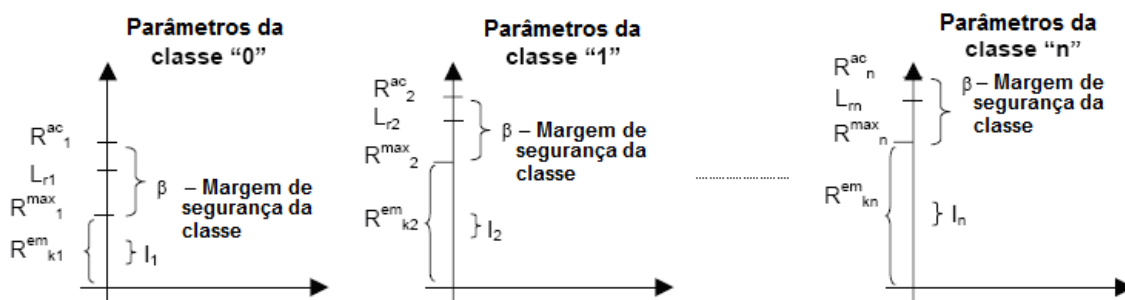 Parâmetros da
classe “0”
R^ac_1
L_r1
R^max_1
R^em_k1
β – Margem de
segurança da
classe
I_1
Parâmetros da
classe “1”
R^ac_2
L_r2
R^max_2
R^em_k2
β – Margem de
segurança da
classe
I_2
Parâmetros da
classe “n”
R^ac_n
L_rn
R^max_n
R^em_kn
β – Margem de
segurança da
classe
I_n